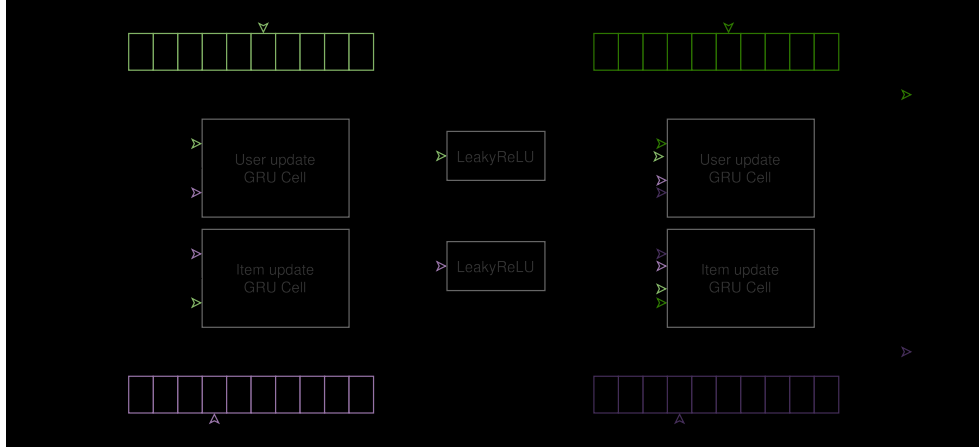 User update
GRU Cell
LeakyReLU
User update
GRU Cell
Item update
GRU Cell
LeakyReLU
Item update
GRU Cell